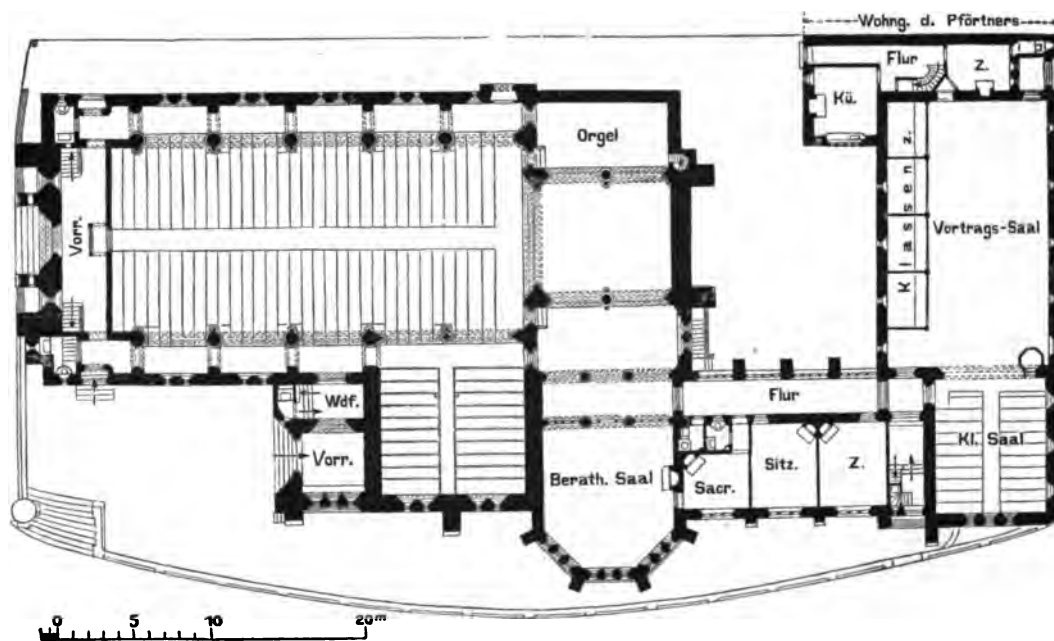 Wohng. d. Pförtners
Flur
Z.
Kü.
Orgel
Klassen z.
Vortrags-Saal
Vorr.
Wdf.
Vorr.
Flur
Berath. Saal
Sacr.
Sitz.
Z.
Kl. Saal
0 5 10 20m